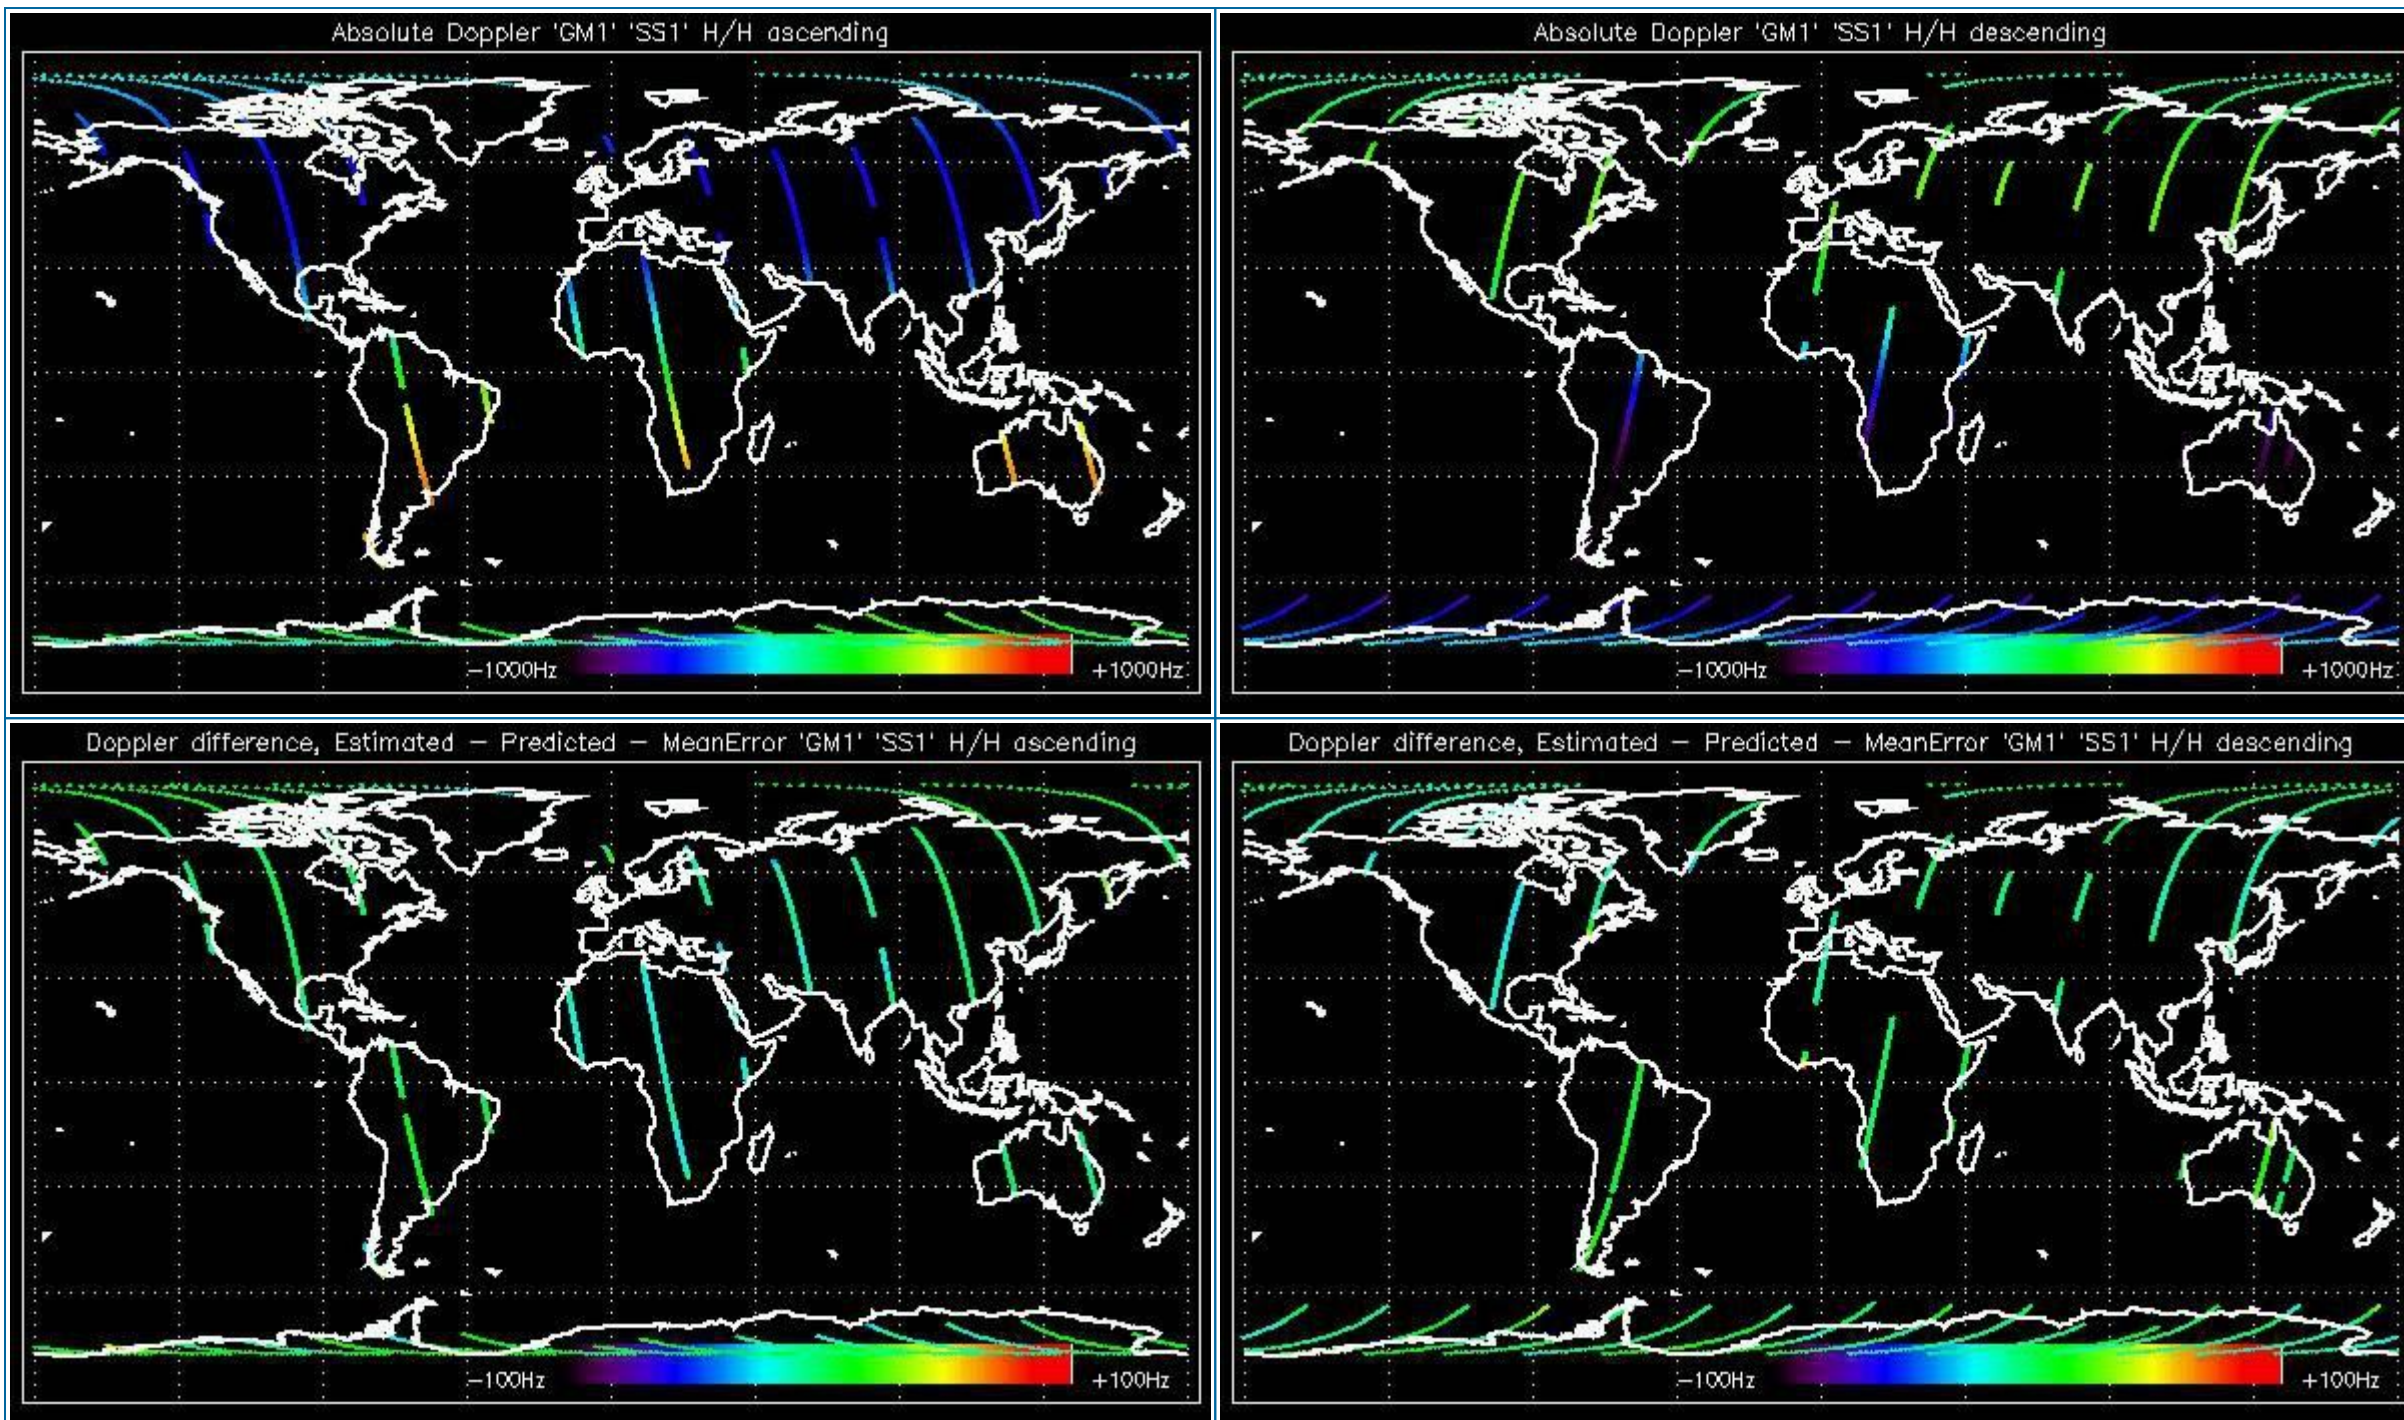 Absolute Doppler 'GM1' 'SS1' H/H ascending
−1000Hz
+1000Hz
Absolute Doppler 'GM1' 'SS1' H/H descending
−1000Hz
+1000Hz
Doppler difference, Estimated − Predicted − MeanError 'GM1' 'SS1' H/H ascending
−100Hz
+100Hz
Doppler difference, Estimated − Predicted − MeanError 'GM1' 'SS1' H/H descending
−100Hz
+100Hz